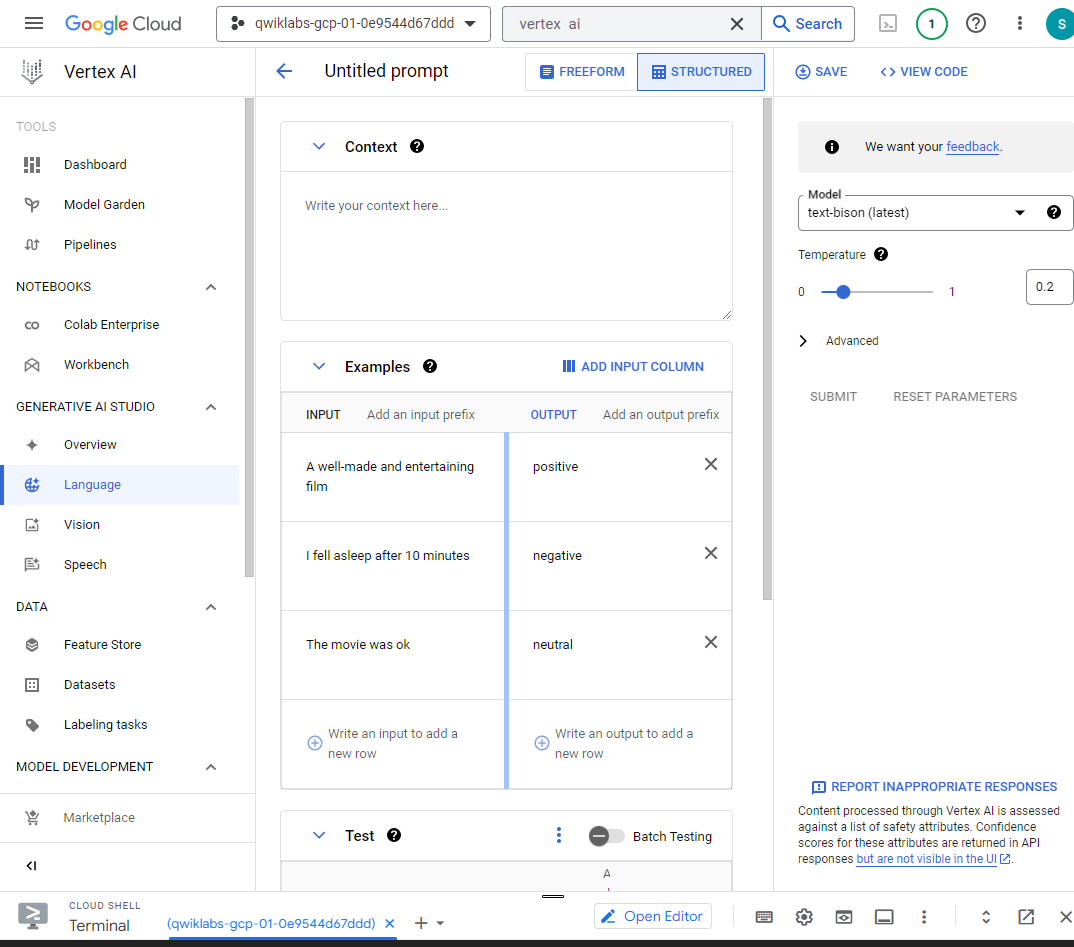 Google Cloud
qwiklabs-gcp-01-0e9544d67ddd
vertex ai
Search
1
S
Vertex AI
Untitled prompt
FREEFORM
STRUCTURED
SAVE
VIEW CODE
TOOLS
Dashboard
Model Garden
Pipelines
NOTEBOOKS
Colab Enterprise
Workbench
GENERATIVE AI STUDIO
Overview
Language
Vision
Speech
DATA
Feature Store
Datasets
Labeling tasks
MODEL DEVELOPMENT
Marketplace
Context
Write your context here...
Examples
ADD INPUT COLUMN
INPUT
Add an input prefix
OUTPUT
Add an output prefix
A well-made and entertaining
film
positive
I fell asleep after 10 minutes
negative
The movie was ok
neutral
Write an input to add a
new row
Write an output to add a
new row
Test
Batch Testing
A
We want your feedback.
Model
text-bison (latest)
Temperature
0
1
0.2
Advanced
SUBMIT
RESET PARAMETERS
REPORT INAPPROPRIATE RESPONSES
Content processed through Vertex AI is assessed
against a list of safety attributes. Confidence
scores for these attributes are returned in API
responses but are not visible in the UI.
CLOUD SHELL
Terminal
(qwiklabs-gcp-01-0e9544d67ddd)
Open Editor